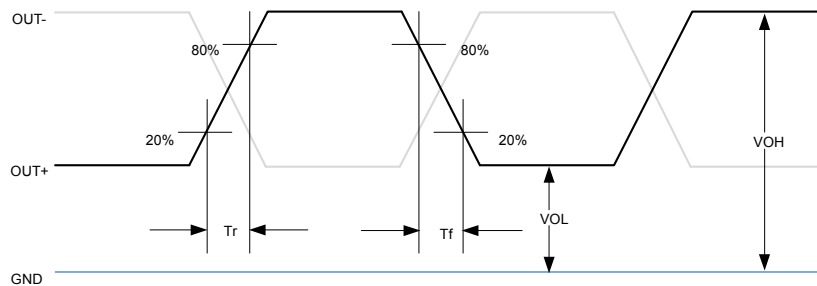 OUT-
80%
80%
20%
20%
VOH
OUT+
VOL
Tr
Tf
GND